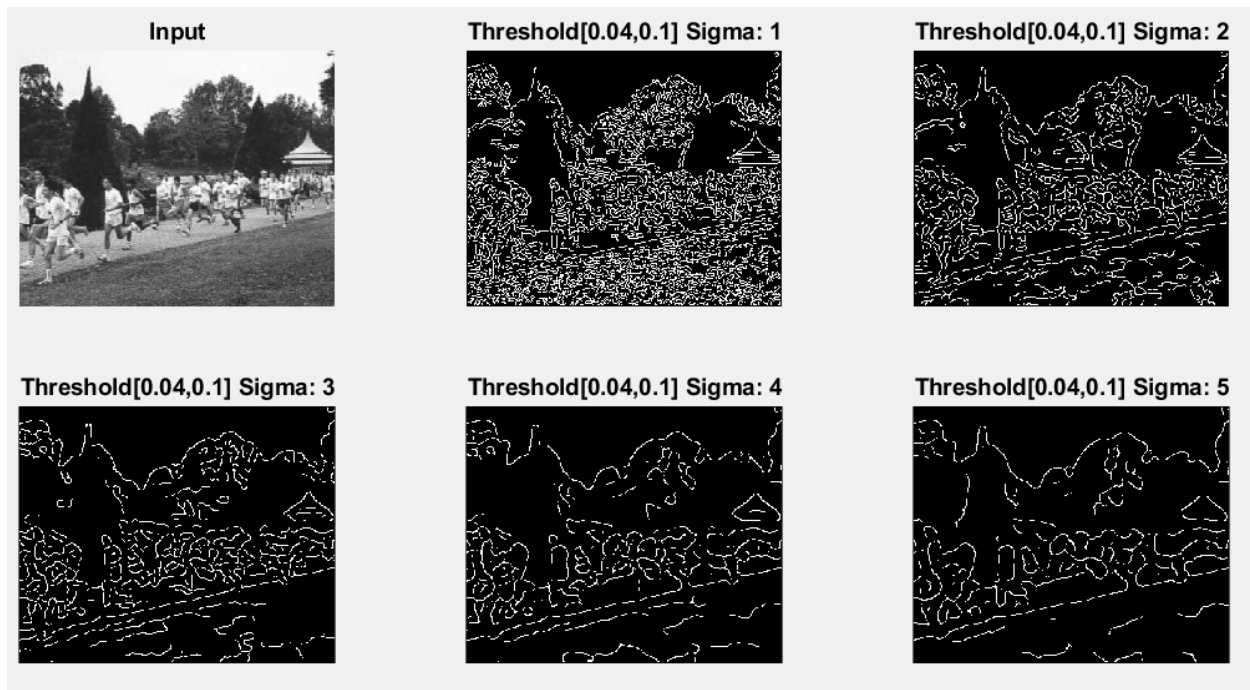 Input
Threshold[0.04,0.1] Sigma: 1
Threshold[0.04,0.1] Sigma: 2
Threshold[0.04,0.1] Sigma: 3
Threshold[0.04,0.1] Sigma: 4
Threshold[0.04,0.1] Sigma: 5